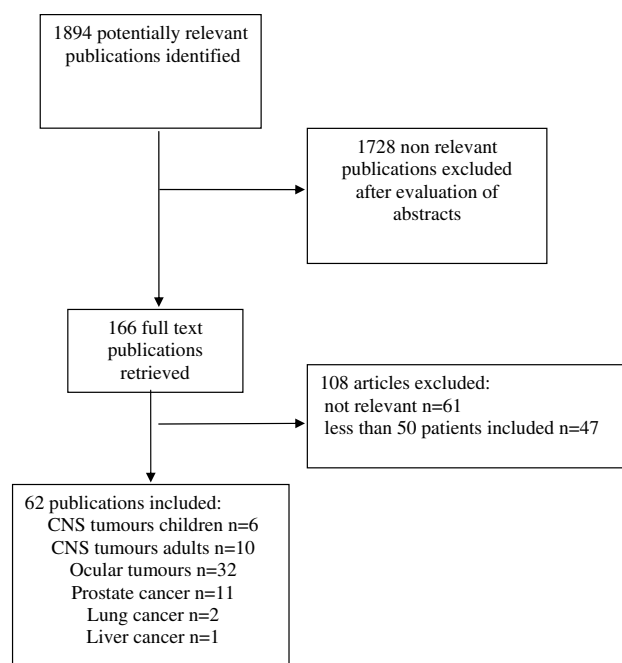 1894 potentially relevant
publications identified
1728 non relevant
publications excluded
after evaluation of
abstracts
166 full text
publications
retrieved
108 articles excluded:
not relevant n=61
less than 50 patients included n=47
62 publications included:
CNS tumours children n=6
CNS tumours adults n=10
Ocular tumours n=32
Prostate cancer n=11
Lung cancer n=2
Liver cancer n=1